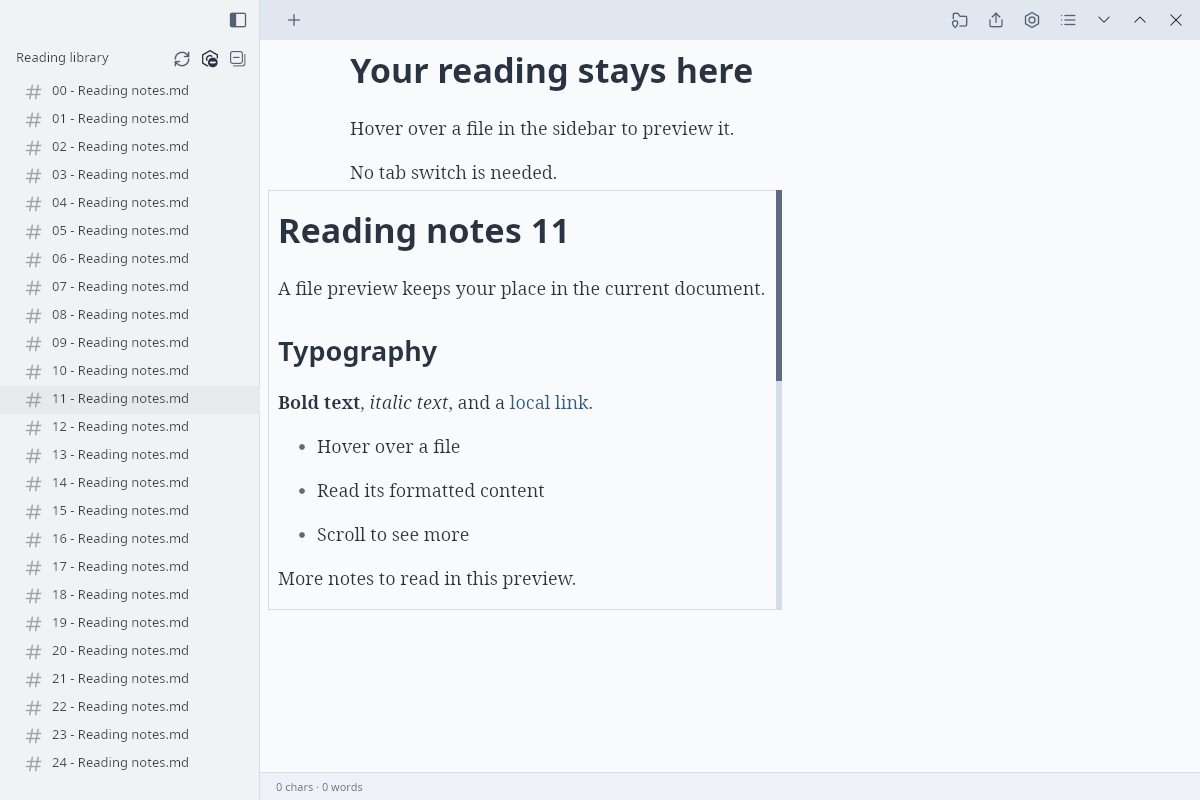 Reading library
00 - Reading notes.md
01 - Reading notes.md
02 - Reading notes.md
03 - Reading notes.md
04 - Reading notes.md
05 - Reading notes.md
06 - Reading notes.md
07 - Reading notes.md
08 - Reading notes.md
09 - Reading notes.md
10 - Reading notes.md
11 - Reading notes.md
12 - Reading notes.md
13 - Reading notes.md
14 - Reading notes.md
15 - Reading notes.md
16 - Reading notes.md
17 - Reading notes.md
18 - Reading notes.md
19 - Reading notes.md
20 - Reading notes.md
21 - Reading notes.md
22 - Reading notes.md
23 - Reading notes.md
24 - Reading notes.md
Your reading stays here
Hover over a file in the sidebar to preview it.
No tab switch is needed.
Reading notes 11
A file preview keeps your place in the current document.
Typography
Bold text, italic text, and a local link.
• Hover over a file
• Read its formatted content
• Scroll to see more
More notes to read in this preview.
0 chars · 0 words